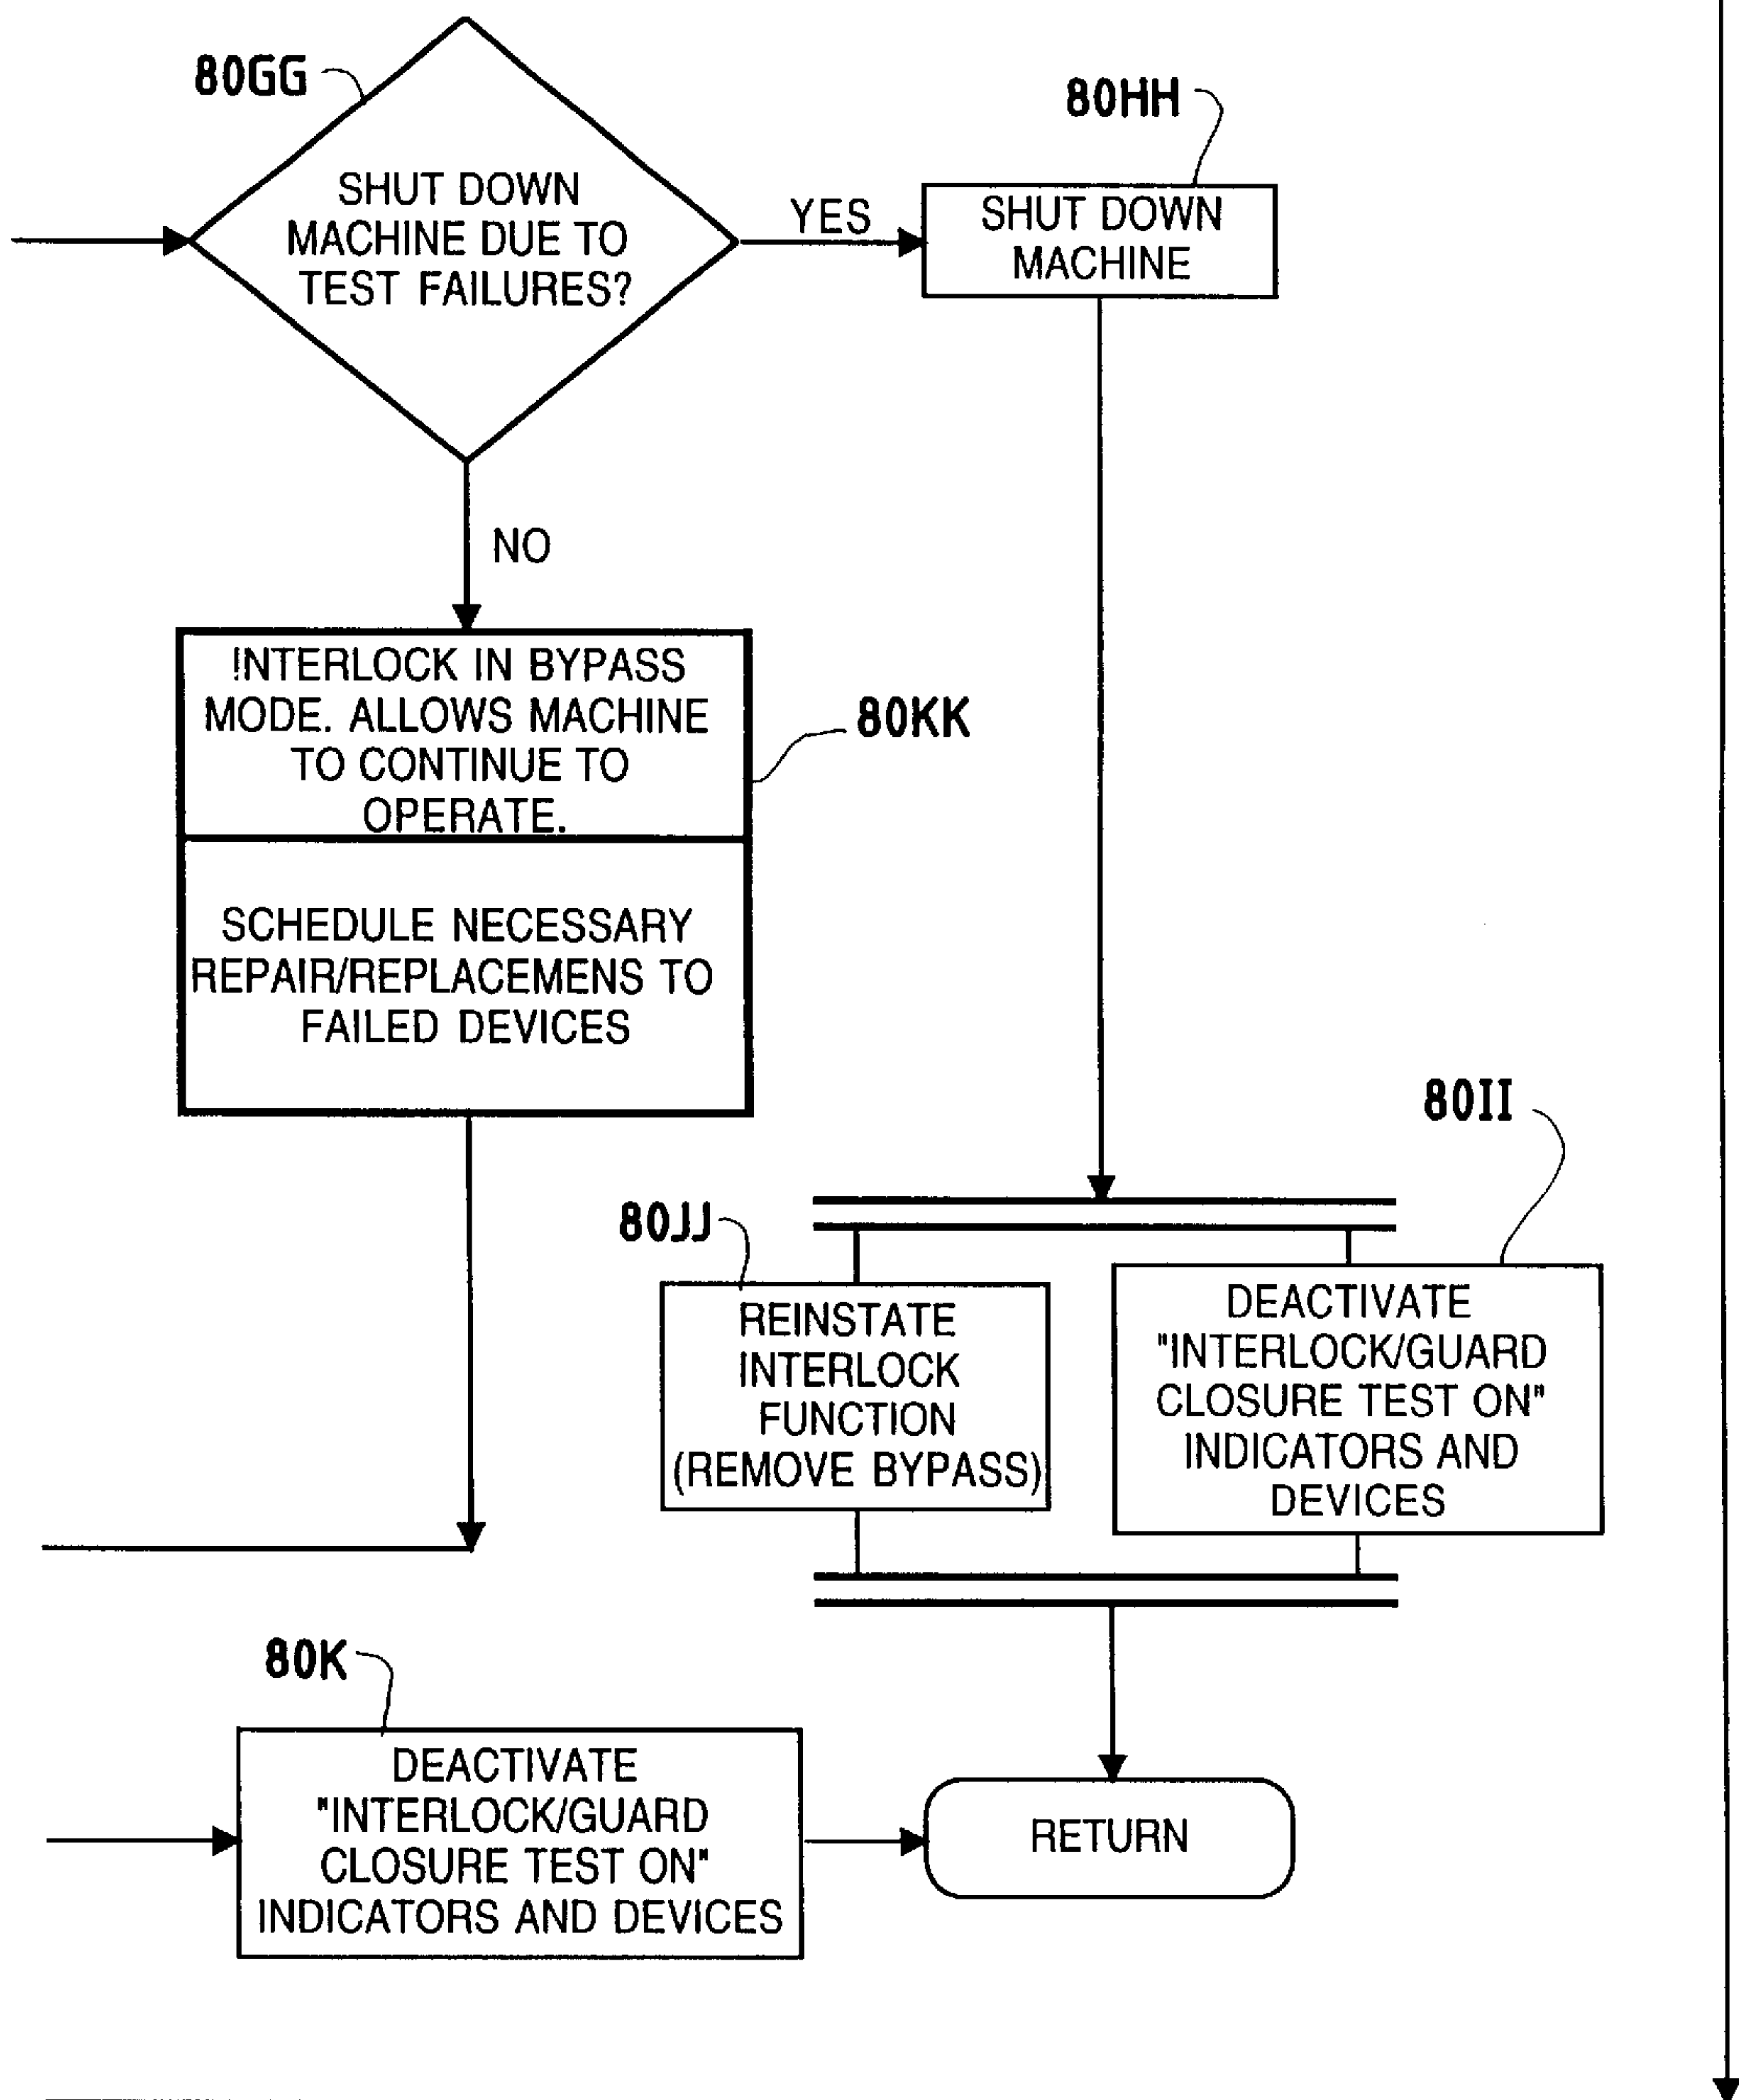 80GG
SHUT DOWN
MACHINE DUE TO
TEST FAILURES?
YES
80HH
SHUT DOWN
MACHINE
NO
INTERLOCK IN BYPASS
MODE. ALLOWS MACHINE
TO CONTINUE TO
OPERATE.
80KK
SCHEDULE NECESSARY
REPAIR/REPLACEMENS TO
FAILED DEVICES
80JJ
REINSTATE
INTERLOCK
FUNCTION
(REMOVE BYPASS)
80II
DEACTIVATE
"INTERLOCK/GUARD
CLOSURE TEST ON"
INDICATORS AND
DEVICES
80K
DEACTIVATE
"INTERLOCK/GUARD
CLOSURE TEST ON"
INDICATORS AND DEVICES
RETURN